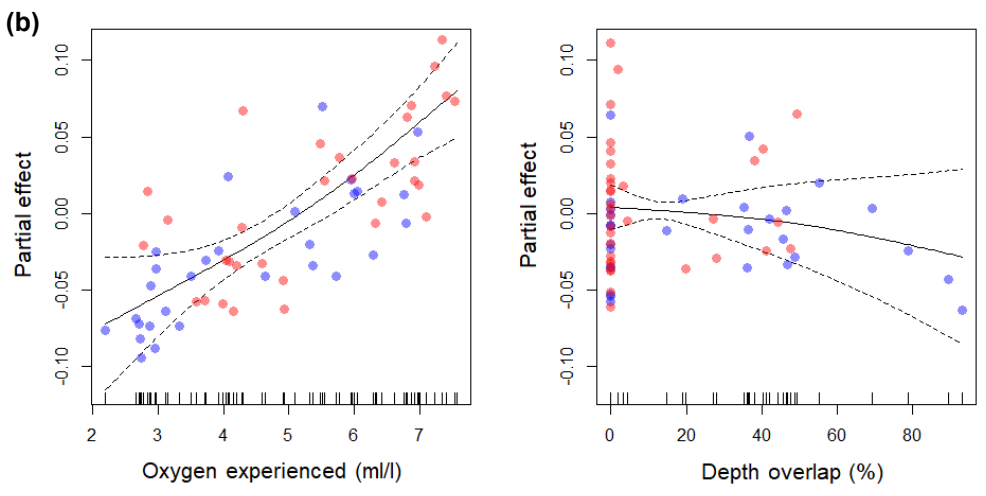 (b)
Partial effect
0.10
0.05
0.00
-0.05
-0.10
2 3 4 5 6 7
Oxygen experienced (ml/l)
Partial effect
0.10
0.05
0.00
-0.05
-0.10
0 20 40 60 80
Depth overlap (%)